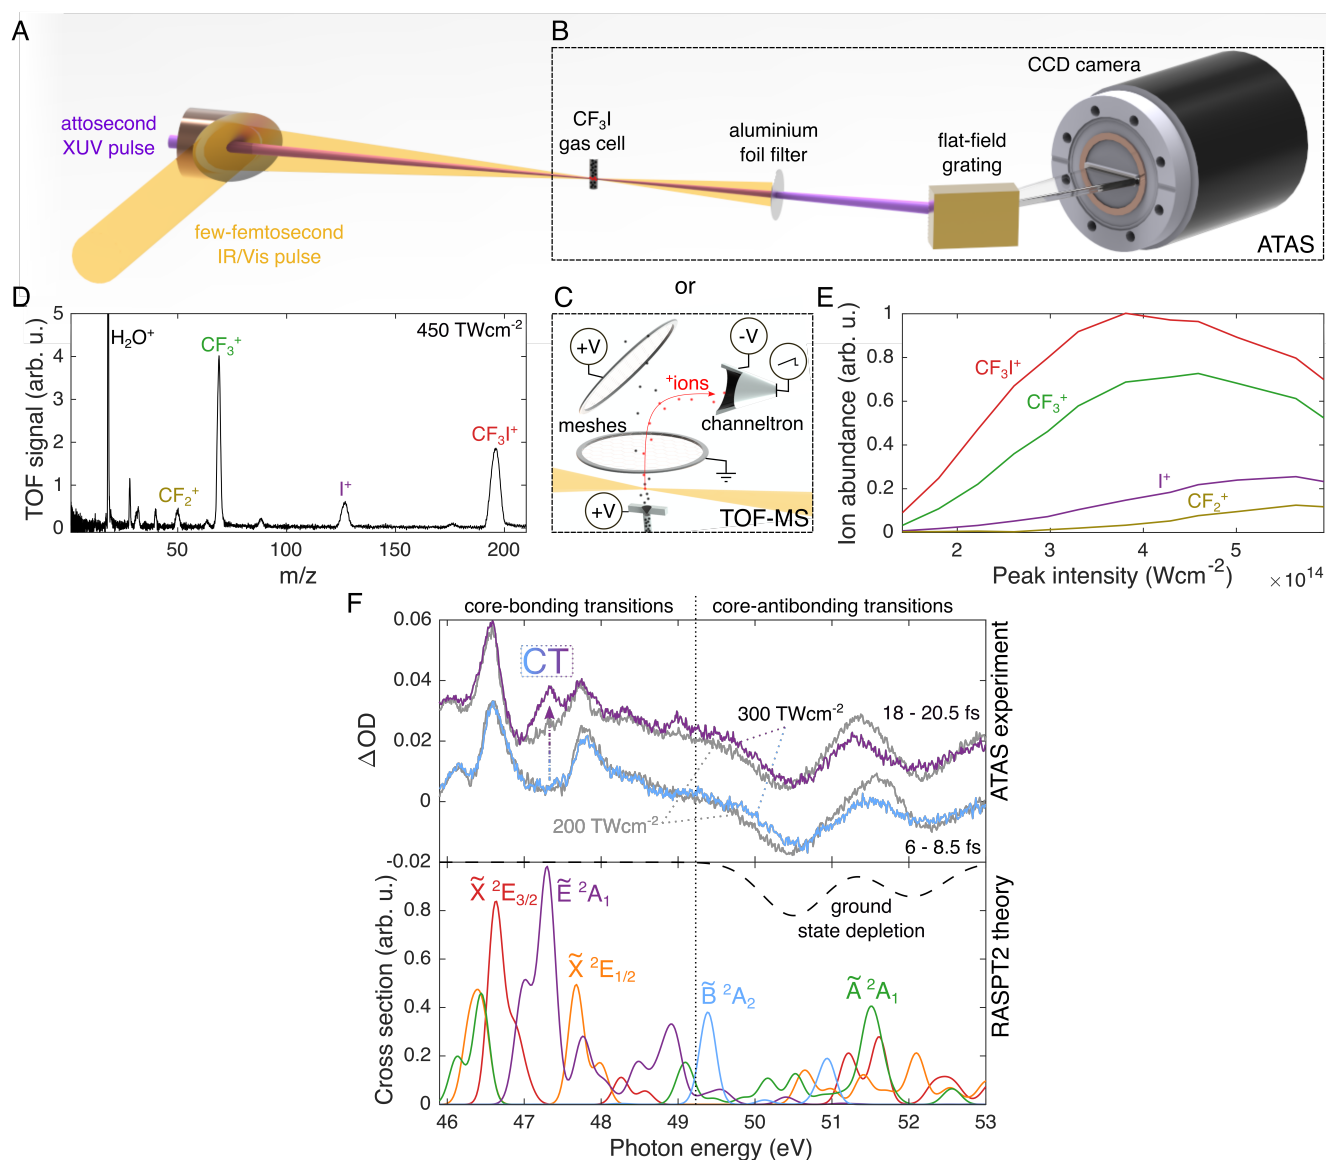 A
B
CCD camera
CF₃I
gas cell
attosecond
XUV pulse
aluminium
foil filter
flat-field
grating
few-femtosecond
IR/Vis pulse
ATAS
or
D
5
4
3
2
1
0
TOF signal (arb. u.)
H₂O⁺
450 TWcm⁻²
CF₃⁺
CF₃I⁺
CF₂⁺
I⁺
50
100
150
200
m/z
C
+V
-V
⁺ions
meshes
channeltron
+V
TOF-MS
E
1
0.8
0.6
0.4
0.2
0
Ion abundance (arb. u.)
CF₃I⁺
CF₃⁺
I⁺
CF₂⁺
2
3
4
5
Peak intensity (Wcm⁻²)
×10¹⁴
F
core-bonding transitions
core-antibonding transitions
0.06
0.04
0.02
0
-0.02
ΔOD
CT
300 TWcm⁻²
18 - 20.5 fs
200 TWcm⁻²
6 - 8.5 fs
ATAS experiment
0.8
0.6
0.4
0.2
0
Cross section (arb. u.)
X̃ ²E₃/₂
Ẽ ²A₁
X̃ ²E₁/₂
B̃ ²A₂
Ã ²A₁
ground
state depletion
RASPT2 theory
46
47
48
49
50
51
52
53
Photon energy (eV)